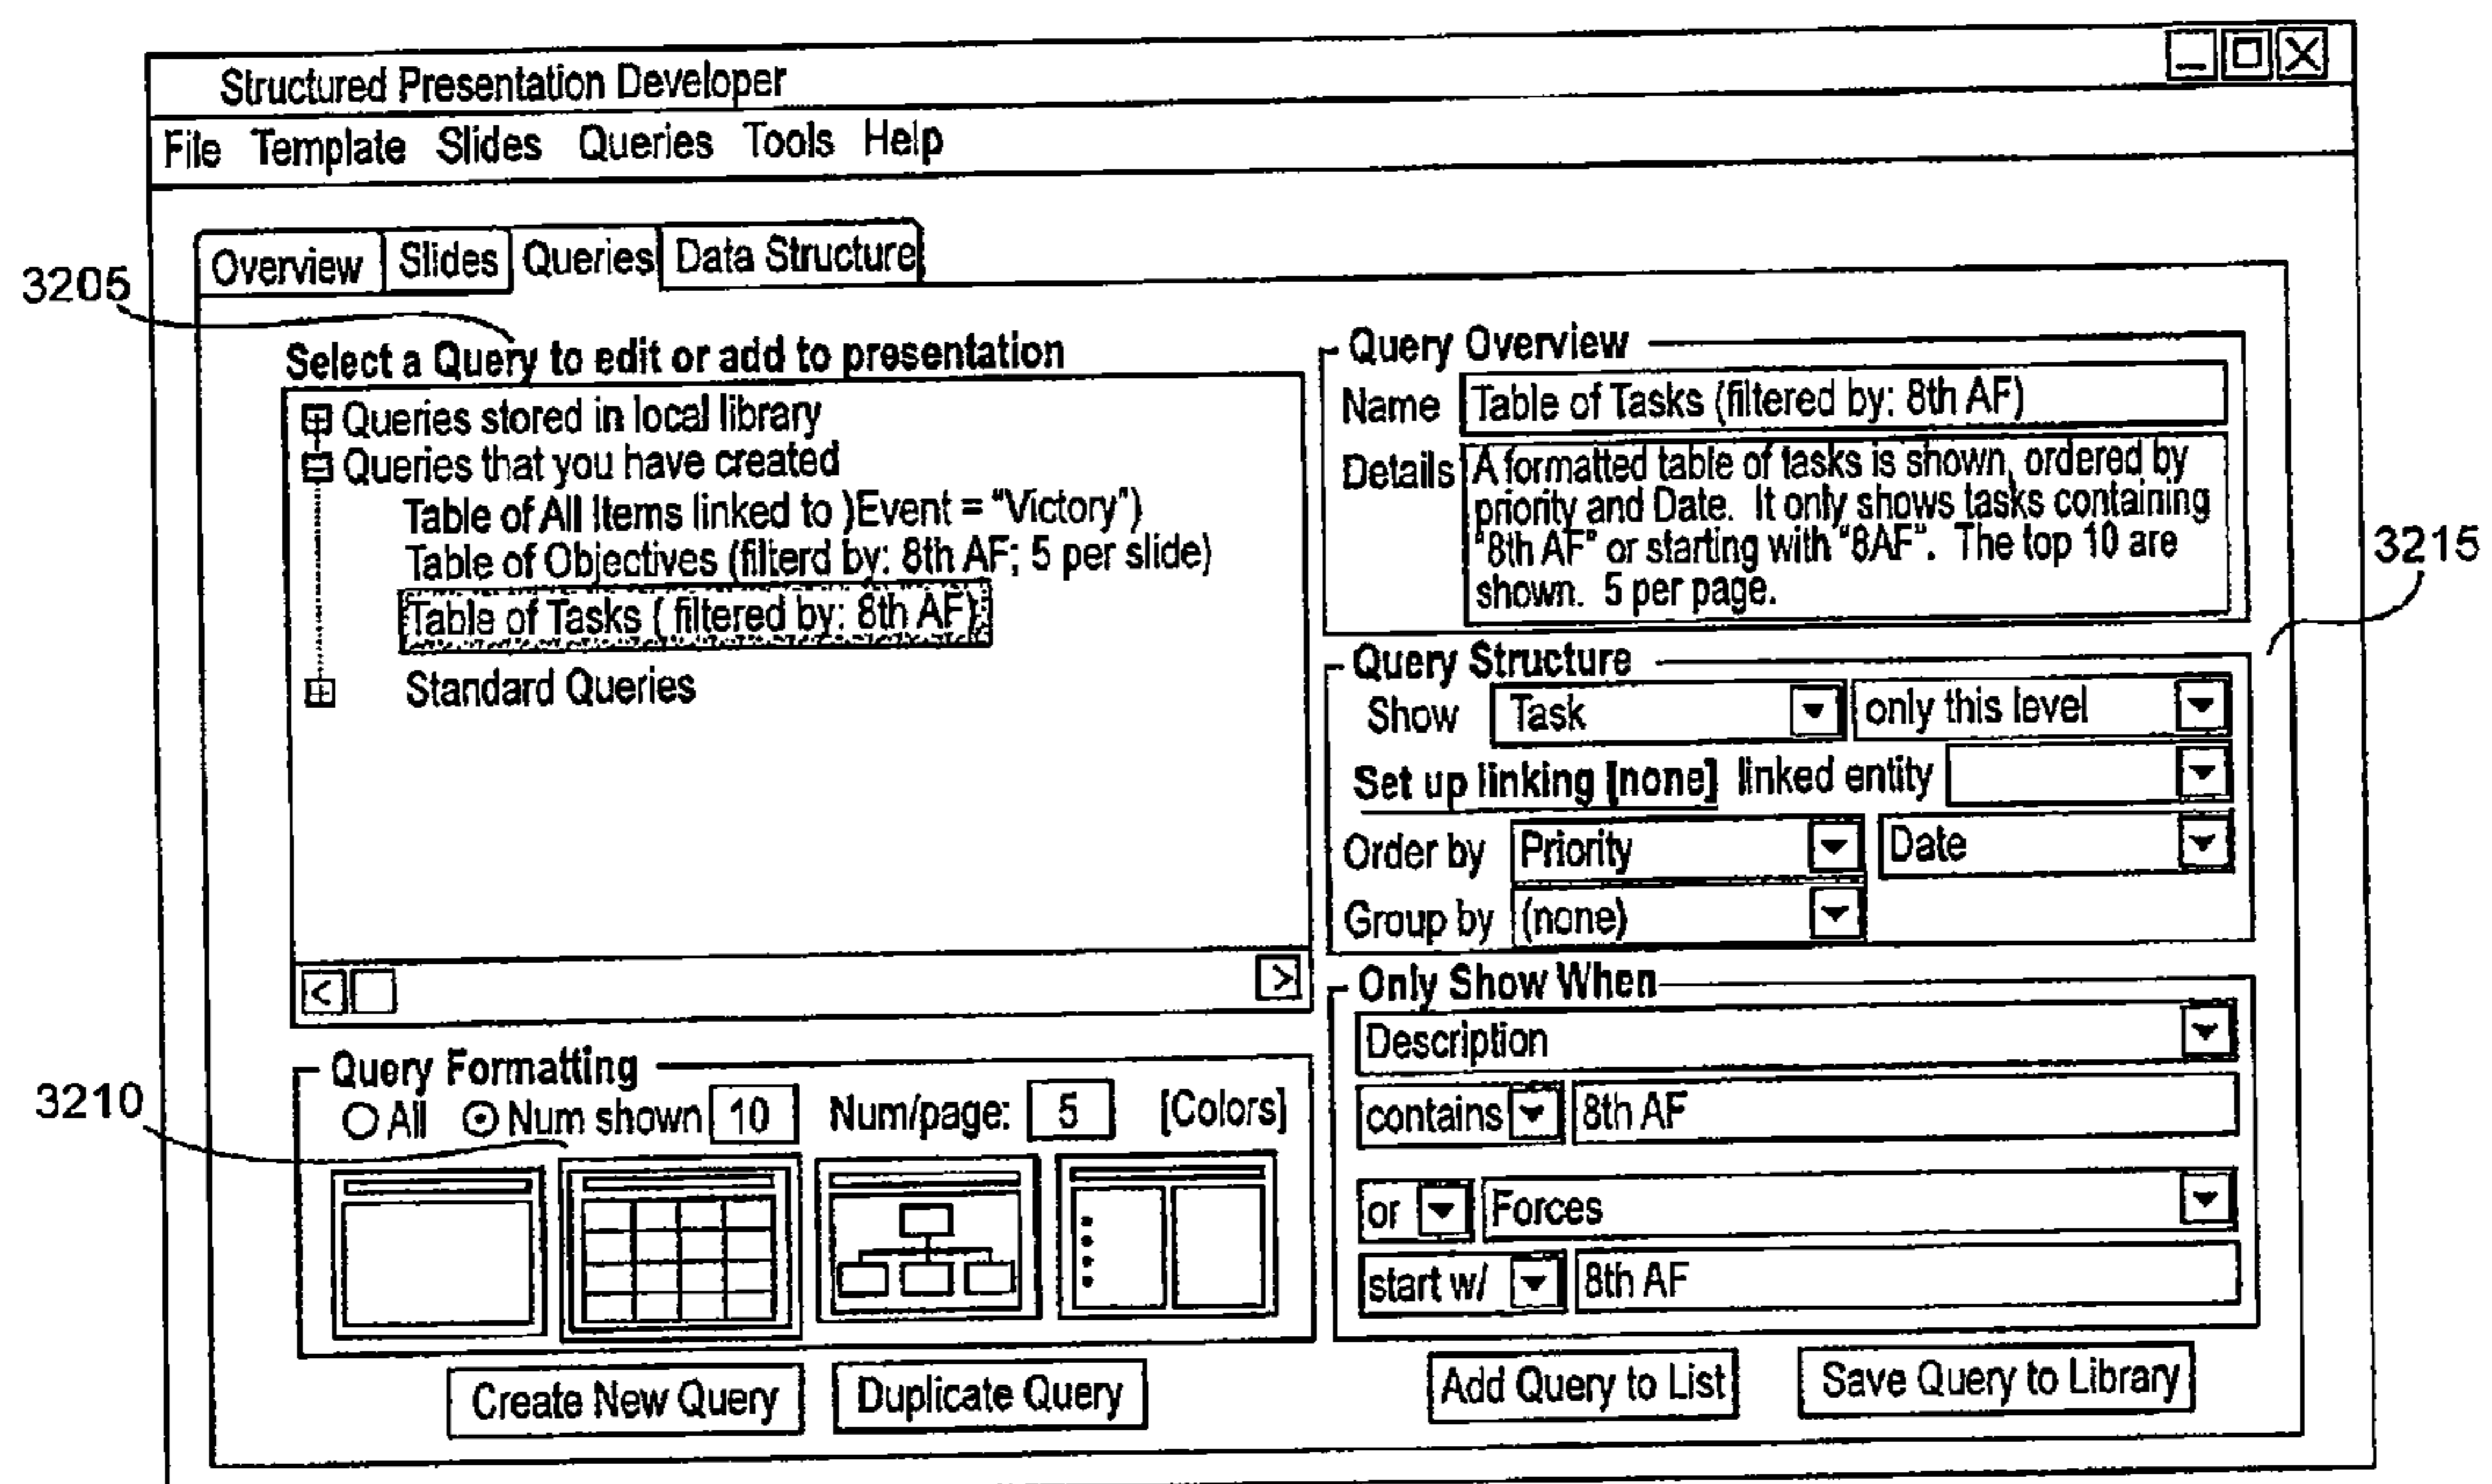 Structured Presentation Developer
File Template Slides Queries Tools Help
Overview Slides Queries Data Structure
3205
Select a Query to edit or add to presentation
Queries stored in local library
Queries that you have created
Table of All Items linked to )Event = "Victory")
Table of Objectives (filterd by: 8th AF; 5 per slide)
Table of Tasks ( filtered by: 8th AF)
Standard Queries
< >
Query Formatting
3210
All Num shown 10 Num/page: 5 [Colors]
Create New Query Duplicate Query
Query Overview
Name Table of Tasks (filtered by: 8th AF)
Details A formatted table of tasks is shown, ordered by
priority and Date. It only shows tasks containing
"8th AF" or starting with "8AF". The top 10 are
shown. 5 per page.
3215
Query Structure
Show Task only this level
Set up linking [none] linked entity
Order by Priority Date
Group by (none)
Only Show When
Description
contains 8th AF
or Forces
start w/ 8th AF
Add Query to List Save Query to Library